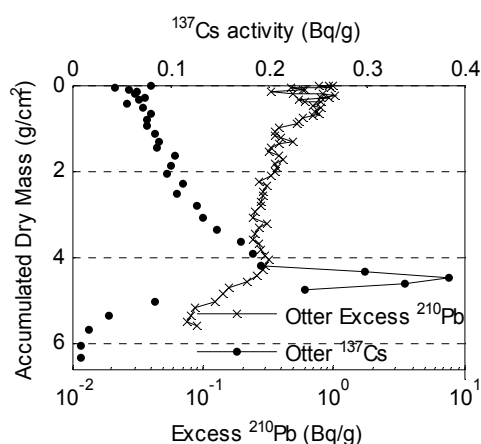 ¹³⁷Cs activity (Bq/g)
0 0.1 0.2 0.3 0.4
Accumulated Dry Mass (g/cm²)
0
2
4
6
Otter Excess ²¹⁰Pb
Otter ¹³⁷Cs
10⁻² 10⁻¹ 10⁰ 10¹
Excess ²¹⁰Pb (Bq/g)